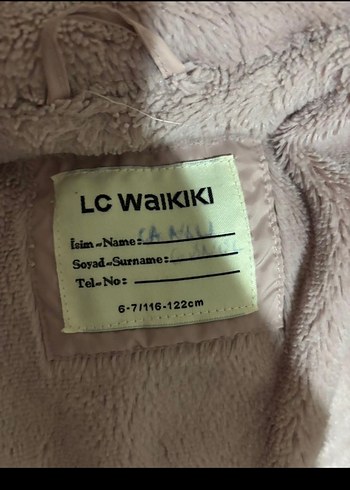 LC WAIKIKI
İsim-Name:
Soyad-Surname:
Tel-No:
6-7/116-122cm